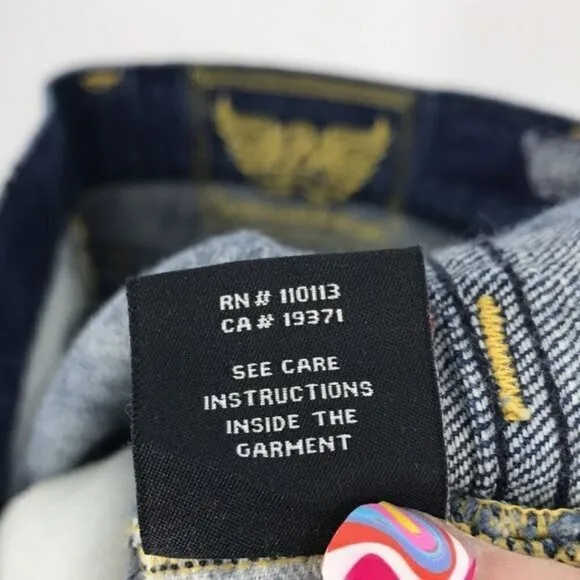 RN # 110113
CA # 19371
SEE CARE
INSTRUCTIONS
INSIDE THE
GARMENT